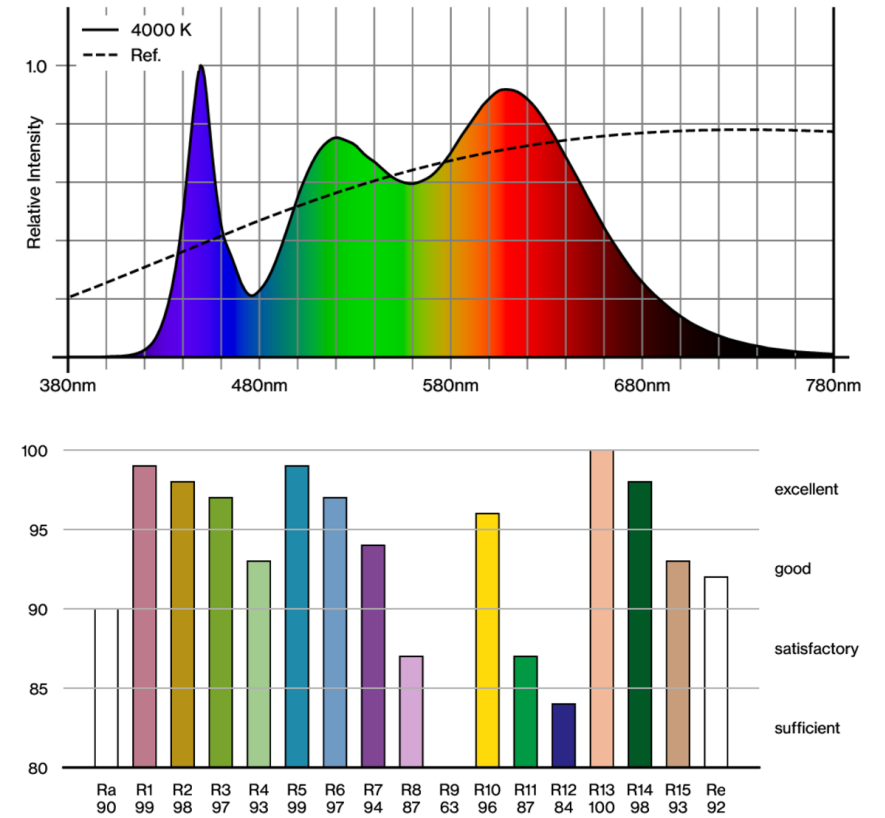 4000 K
Ref.
1.0
Relative Intensity
380nm 480nm 580nm 680nm 780nm
100
excellent
95
good
90
satisfactory
85
sufficient
80
Ra R1 R2 R3 R4 R5 R6 R7 R8 R9 R10 R11 R12 R13 R14 R15 Re
90 99 98 97 93 99 97 94 87 63 96 87 84 100 98 93 92